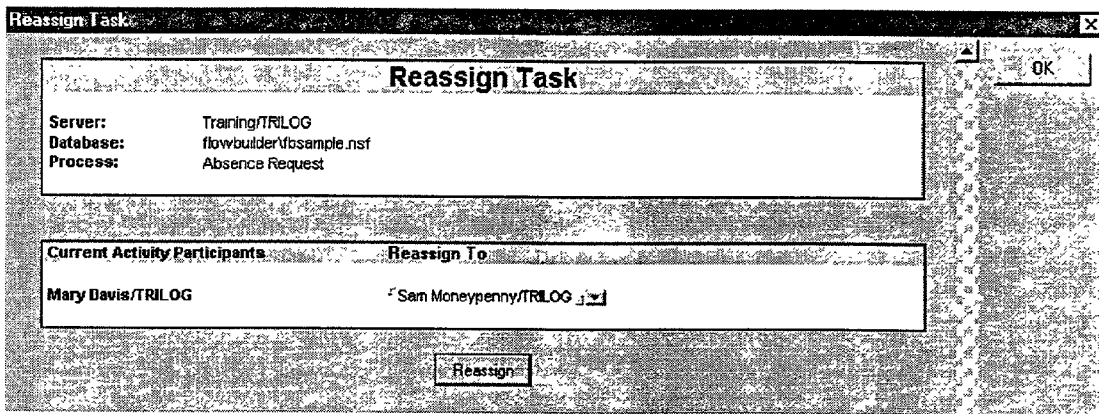 Reassign Task
OK
Reassign Task
Server: Training/TRILOG
Database: flowbuilder\fbsample.nsf
Process: Absence Request
Current Activity Participants Reassign To
Mary Davis/TRILOG Sam Moneypenny/TRILOG
Reassign